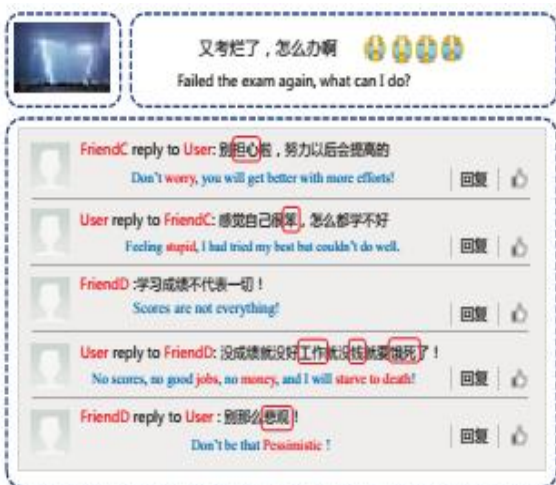 又考烂了，怎么办啊
Failed the exam again, what can I do?
FriendC reply to User: 别担心啦，努力以后会提高的
Don't worry, you will get better with more efforts!
回复
User reply to FriendC: 感觉自己很笨，怎么都学不好
Feeling stupid, I had tried my best but couldn't do well.
回复
FriendD :学习成绩不代表一切！
Scores are not everything!
回复
User reply to FriendD: 没成绩就没好工作就没钱就要饿死了！
No scores, no good jobs, no money, and I will starve to death!
回复
FriendD reply to User : 别那么悲观！
Don't be that Pessimistic !
回复